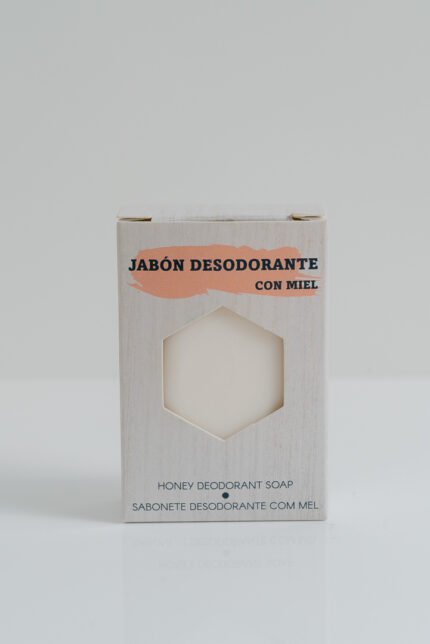 JABÓN DESODORANTE
CON MIEL
HONEY DEODORANT SOAP
SABONETE DESODORANTE COM MEL